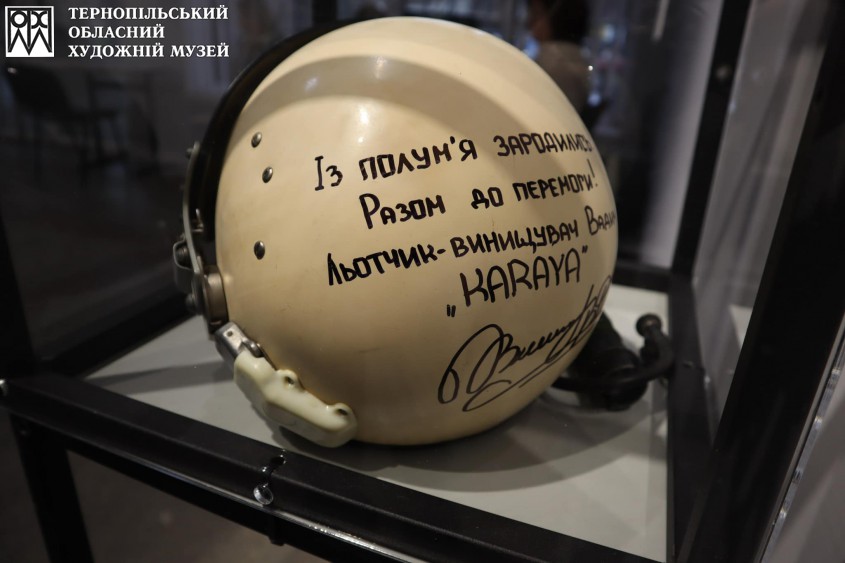 ТЕРНОПІЛЬСЬКИЙ
ОБЛАСНИЙ
ХУДОЖНІЙ МУЗЕЙ
Із полум'я зародились
Разом до перемоги!
Льотчик-винищувач
„KARAYA"